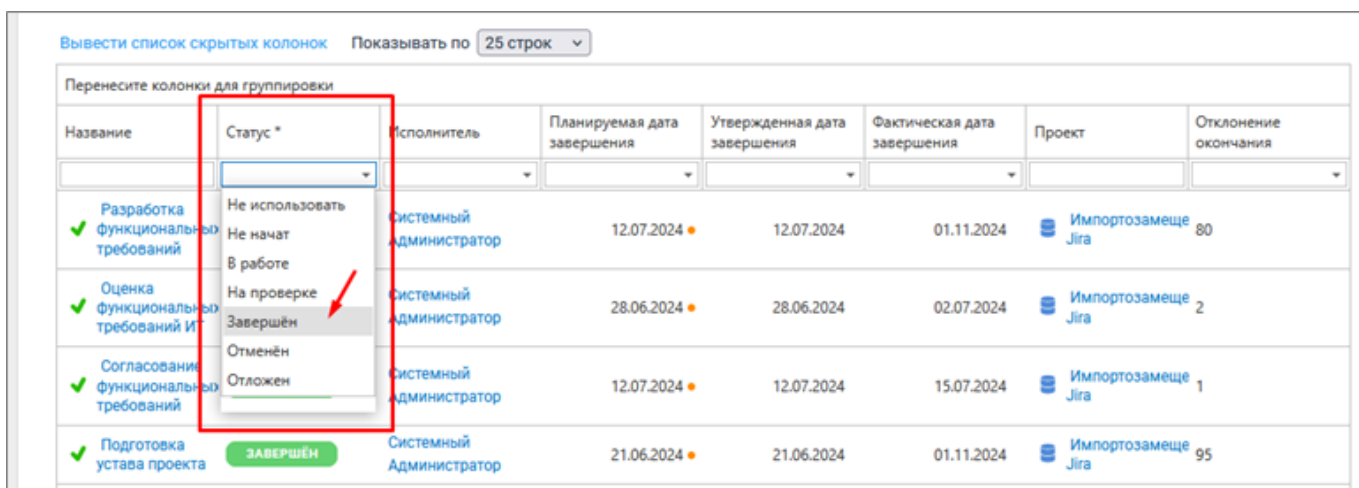 Вывести список скрытых колонок Показывать по 25 строк
Перенесите колонки для группировки
Название Статус * Исполнитель Планируемая дата завершения Утвержденная дата завершения Фактическая дата завершения Проект Отклонение окончания
Не использовать
Не начат
В работе
На проверке
Завершён
Отменён
Отложен
Разработка функциональных требований Системный Администратор 12.07.2024 12.07.2024 01.11.2024 Импортозамеще Jira 80
Оценка функциональных требований ИТ Системный Администратор 28.06.2024 28.06.2024 02.07.2024 Импортозамеще Jira 2
Согласование функциональных требований Системный Администратор 12.07.2024 12.07.2024 15.07.2024 Импортозамеще Jira 1
Подготовка устава проекта ЗАВЕРШЁН Системный Администратор 21.06.2024 21.06.2024 01.11.2024 Импортозамеще Jira 95